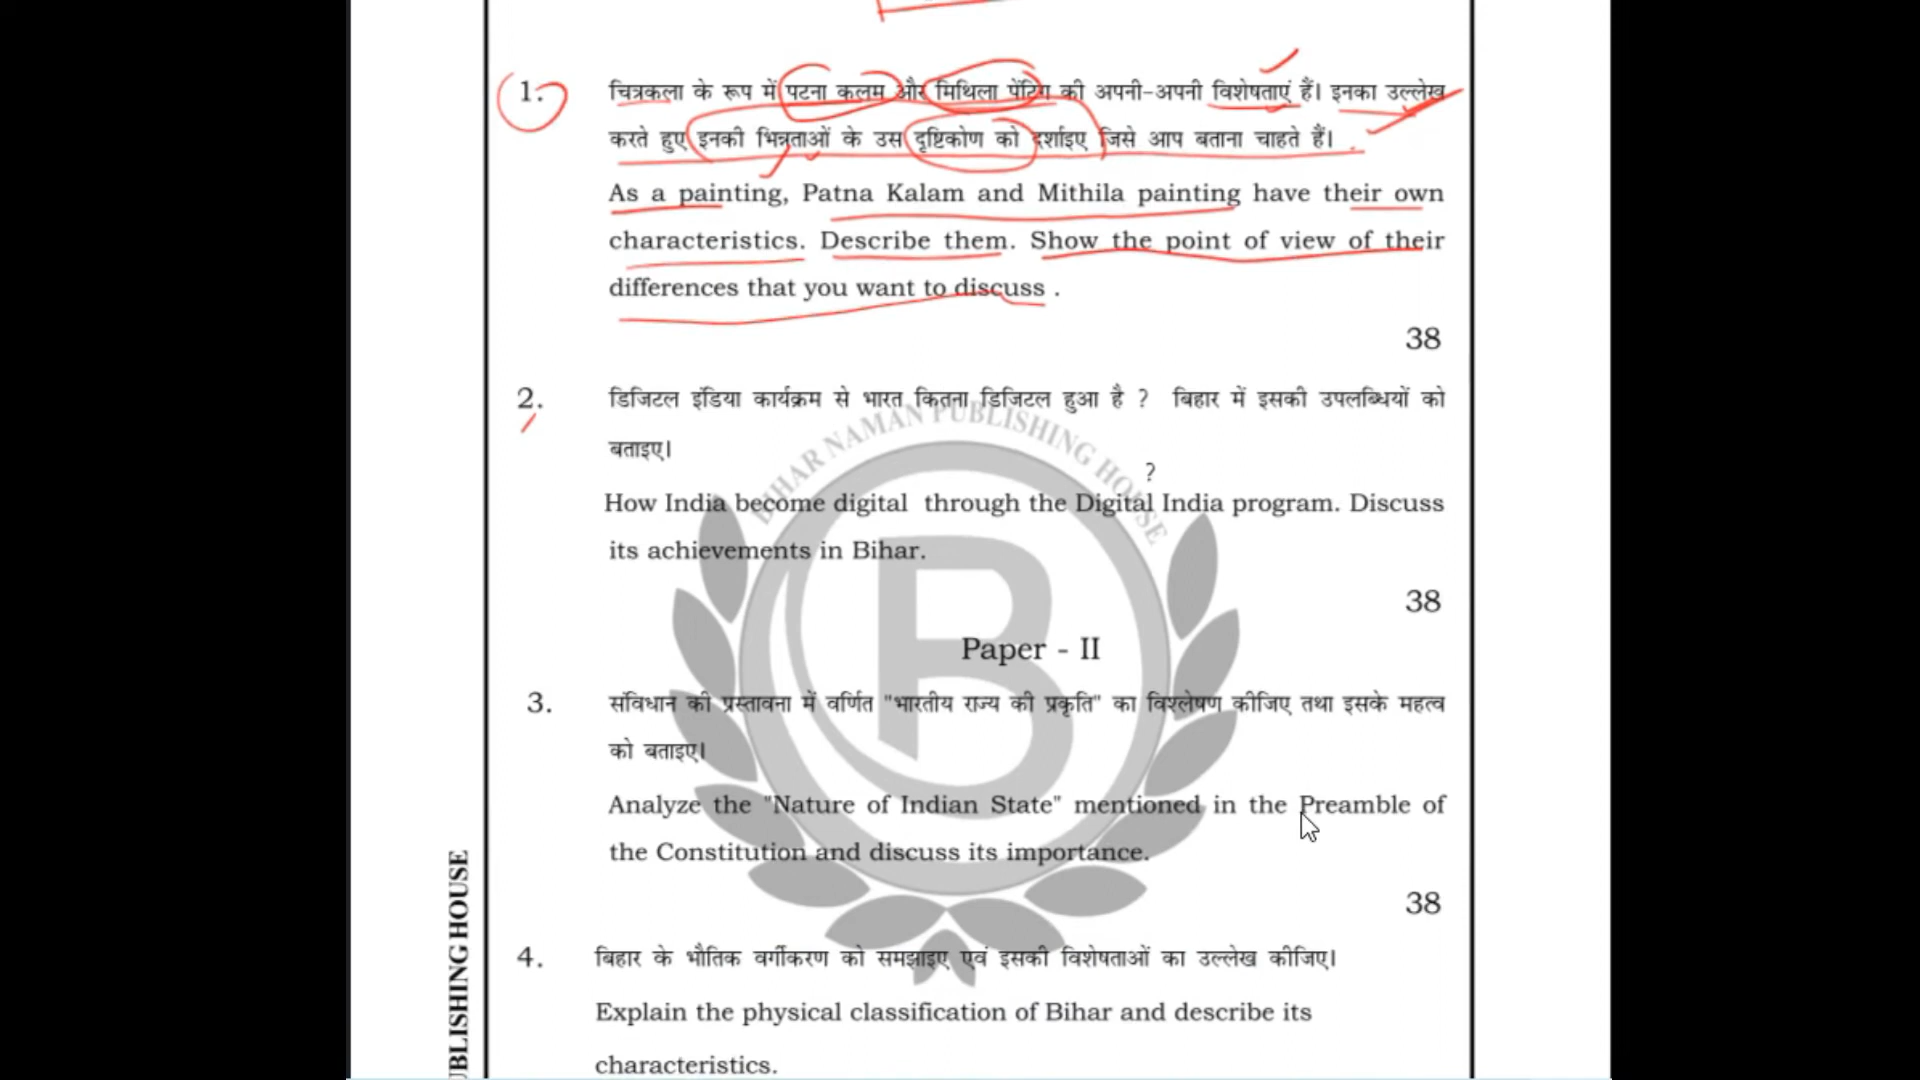 1. चित्रकला के रूप में पटना कलम और मिथिला पेंटिंग की अपनी-अपनी विशेषताएं हैं। इनका उल्लेख
करते हुए इनकी भिन्नताओं के उस दृष्टिकोण को दर्शाइए जिसे आप बताना चाहते हैं।
As a painting, Patna Kalam and Mithila painting have their own
characteristics. Describe them. Show the point of view of their
differences that you want to discuss .
38
2. डिजिटल इंडिया कार्यक्रम से भारत कितना डिजिटल हुआ है ? बिहार में इसकी उपलब्धियों को
बताइए।
?
How India become digital through the Digital India program. Discuss
its achievements in Bihar.
38
Paper - II
3. संविधान की प्रस्तावना में वर्णित "भारतीय राज्य की प्रकृति" का विश्लेषण कीजिए तथा इसके महत्व
को बताइए।
Analyze the "Nature of Indian State" mentioned in the Preamble of
the Constitution and discuss its importance.
38
4. बिहार के भौतिक वर्गीकरण को समझाइए एवं इसकी विशेषताओं का उल्लेख कीजिए।
Explain the physical classification of Bihar and describe its
characteristics.
BIHAR NAMAN PUBLISHING HOUSE
B
UBLISHING HOUSE